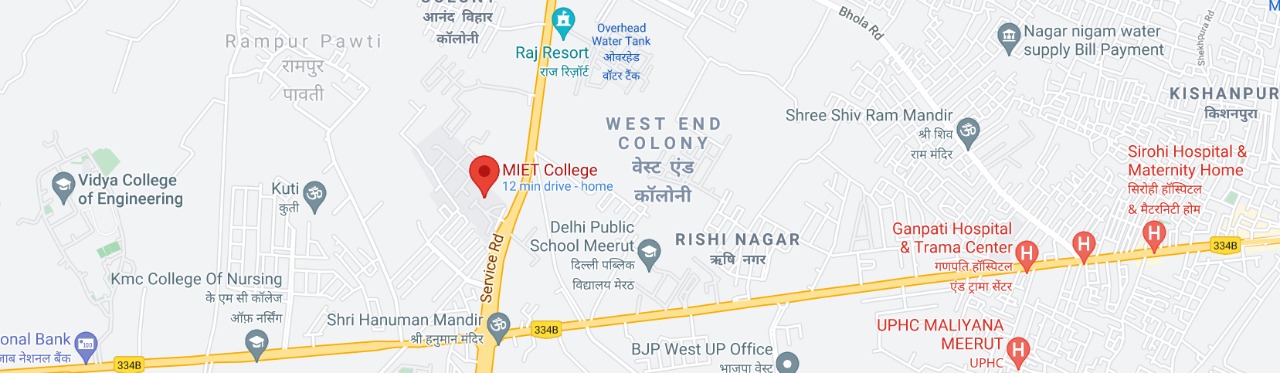 आनंद विहार
कॉलोनी
Rampur Pawti
रामपुर
पावती
Raj Resort
राज रिज़ॉर्ट
Overhead
Water Tank
ओवरहेड
वॉटर टैंक
Bhola Rd
Nagar nigam water
supply Bill Payment
Shekhpura Rd
KISHANPUR
किशनपुरा
WEST END
COLONY
वेस्ट एंड
कॉलोनी
Shree Shiv Ram Mandir
श्री शिव
राम मंदिर
Sirohi Hospital &
Maternity Home
सिरोही हॉस्पिटल
& मैटरनिटी होम
Vidya College
of Engineering
Kuti
कुती
MIET College
12 min drive - home
Delhi Public
School Meerut
दिल्ली पब्लिक
विद्यालय मेरठ
RISHI NAGAR
ऋषि नगर
Ganpati Hospital
& Trama Center
गणपति हॉस्पिटल
एंड ट्रामा सेंटर
H
H
H
334B
Service Rd
Kmc College Of Nursing
के एम सी कॉलेज
ऑफ़ नर्सिंग
Shri Hanuman Mandir
श्री हनुमान मंदिर
334B
UPHC MALIYANA
MEERUT
UPHC
H
BJP West UP Office
भाजपा वेस्ट
onal Bank
जाब नेशनल बैंक
334B